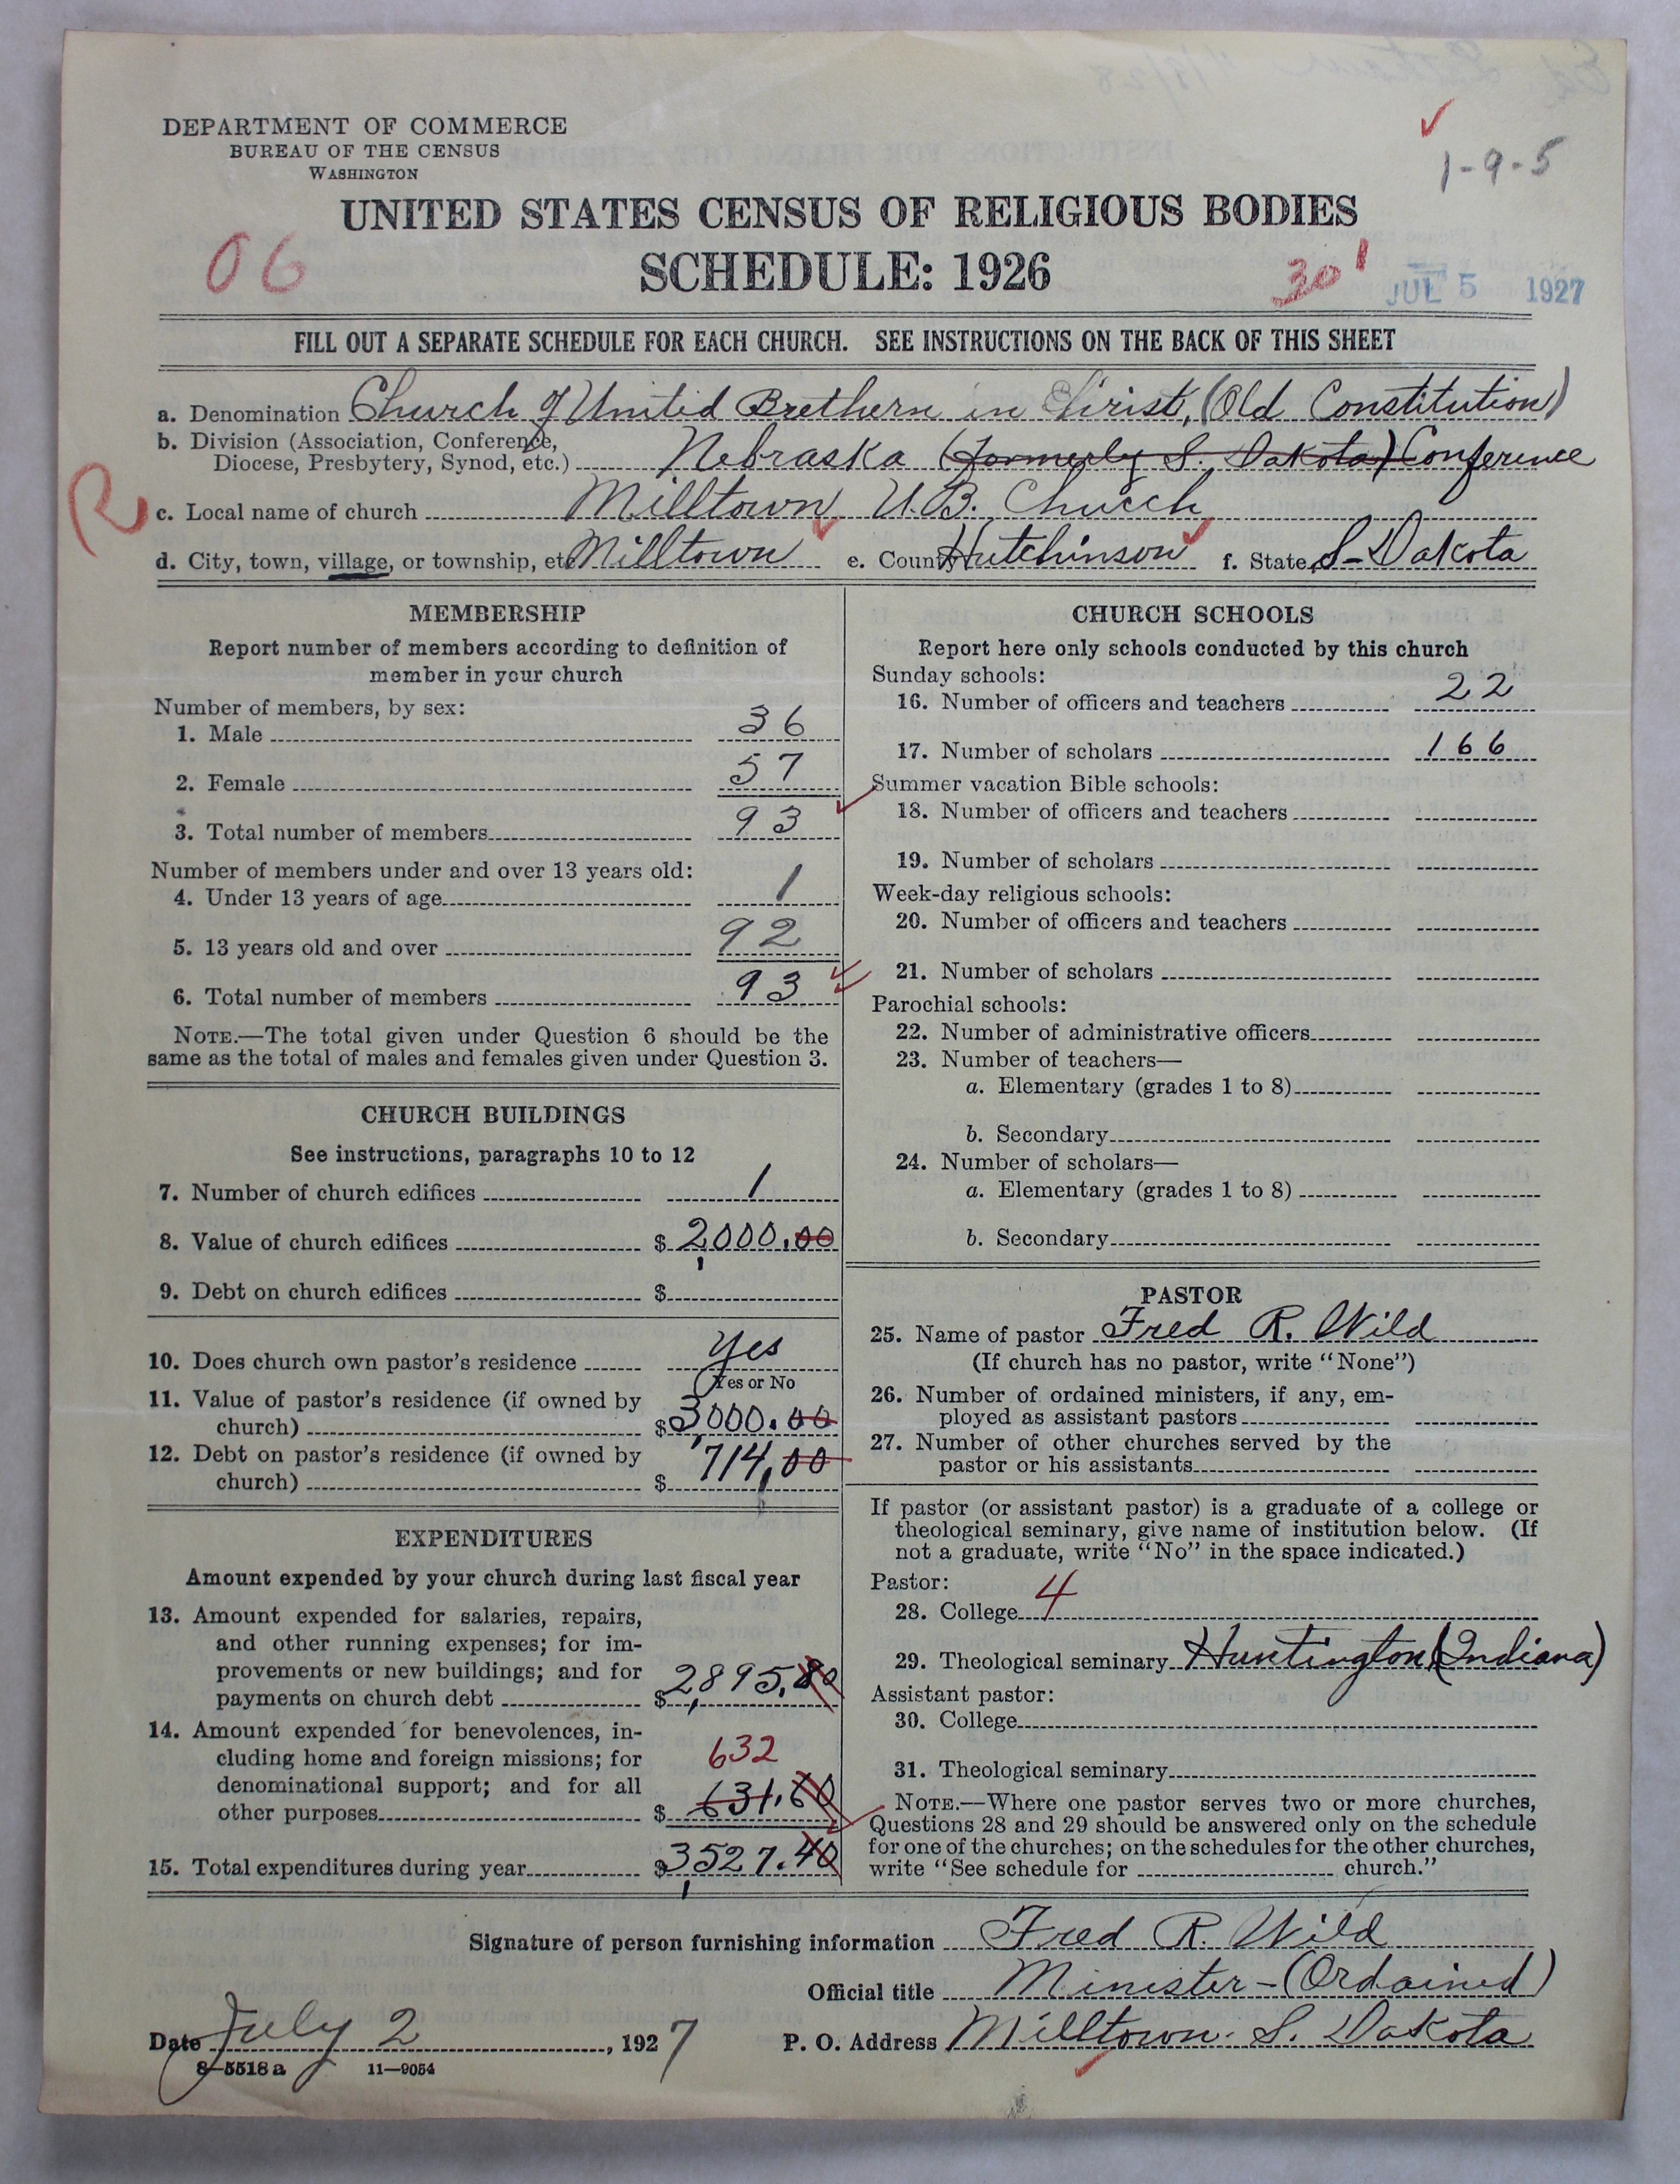 DEPARTMENT OF COMMERCE
BUREAU OF THE CENSUS
WASHINGTON
1-9-5
UNITED STATES CENSUS OF RELIGIOUS BODIES
06
SCHEDULE: 1926
30 1
JUL 5 1927
FILL OUT A SEPARATE SCHEDULE FOR EACH CHURCH. SEE INSTRUCTIONS ON THE BACK OF THIS SHEET
a. Denomination Church of United Brethern in Christ, (Old Constitution)
b. Division (Association, Conference,
Diocese, Presbytery, Synod, etc.) Nebraska (formerly S. Dakota) Conference
R
c. Local name of church Milltown U.B. Church
d. City, town, village, or township, etc Milltown e. County Hutchinson f. State S-Dakota
MEMBERSHIP
Report number of members according to definition of
member in your church
Number of members, by sex:
1. Male 36
2. Female 57
3. Total number of members 93
Number of members under and over 13 years old:
4. Under 13 years of age 1
5. 13 years old and over 92
6. Total number of members 93
NOTE.—The total given under Question 6 should be the
same as the total of males and females given under Question 3.
CHURCH BUILDINGS
See instructions, paragraphs 10 to 12
7. Number of church edifices 1
8. Value of church edifices $ 2,000.00
9. Debt on church edifices $
10. Does church own pastor's residence Yes
Yes or No
11. Value of pastor's residence (if owned by
church) $3,000.00
12. Debt on pastor's residence (if owned by
church) $ 714.00
EXPENDITURES
Amount expended by your church during last fiscal year
13. Amount expended for salaries, repairs,
and other running expenses; for im-
provements or new buildings; and for
payments on church debt $ 2,895.80
14. Amount expended for benevolences, in-
cluding home and foreign missions; for 632
denominational support; and for all
other purposes $ 631.60
15. Total expenditures during year $3,527.40
CHURCH SCHOOLS
Report here only schools conducted by this church
Sunday schools:
16. Number of officers and teachers 22
17. Number of scholars 166
Summer vacation Bible schools:
18. Number of officers and teachers
19. Number of scholars
Week-day religious schools:
20. Number of officers and teachers
21. Number of scholars
Parochial schools:
22. Number of administrative officers
23. Number of teachers—
a. Elementary (grades 1 to 8)
b. Secondary
24. Number of scholars—
a. Elementary (grades 1 to 8)
b. Secondary
PASTOR
25. Name of pastor Fred R. Wild
(If church has no pastor, write "None")
26. Number of ordained ministers, if any, em-
ployed as assistant pastors
27. Number of other churches served by the
pastor or his assistants
If pastor (or assistant pastor) is a graduate of a college or
theological seminary, give name of institution below. (If
not a graduate, write "No" in the space indicated.)
Pastor:
28. College 4
29. Theological seminary Huntington (Indiana)
Assistant pastor:
30. College
31. Theological seminary
NOTE.—Where one pastor serves two or more churches,
Questions 28 and 29 should be answered only on the schedule
for one of the churches; on the schedules for the other churches,
write "See schedule for church."
Signature of person furnishing information Fred R. Wild
Official title Minister-(Ordained)
Date July 2, 1927 P. O. Address Milltown. S. Dakota
8-5518a 11-9054